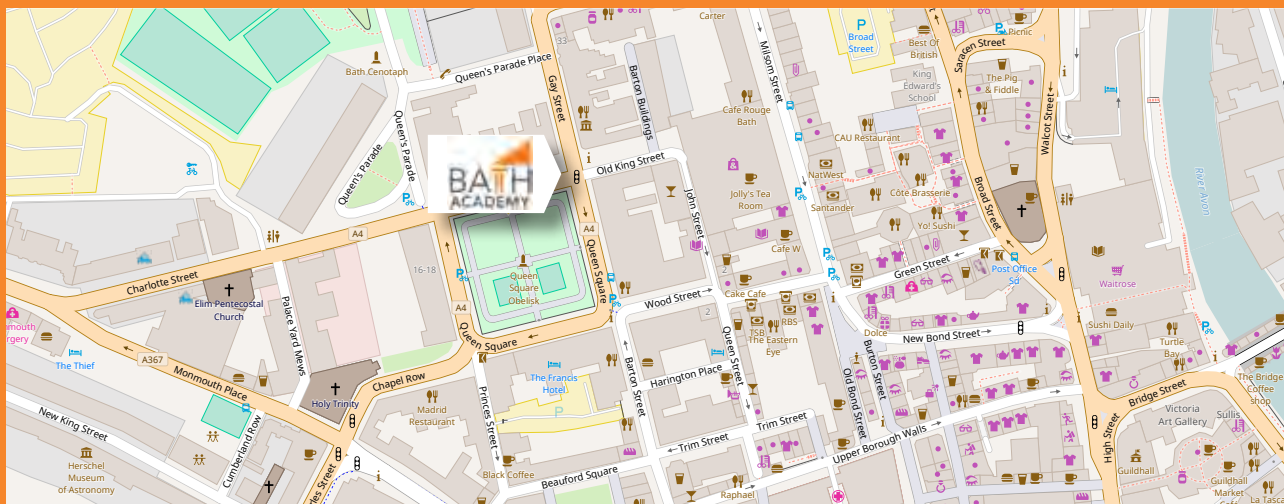 Carter
Broad
Street
Best Of
British
Picnic
Saracen Street
33
Bath Cenotaph
Queen's Parade Place
Gay Street
Barton Buildings
Milsom Street
King
Edward's
School
The Pig
& Fiddle
Walcot Street
Cafe Rouge
Bath
CAU Restaurant
Queen's Parade
Queen's Parade
BATH
ACADEMY
Old King Street
NatWest
Côte Brasserie
Broad Street
River Avon
Jolly's Tea
Room
John Street
Santander
Yo! Sushi
A4
A4
Cafe W
Queen Square
16-18
Charlotte Street
Queen
Square
Obelisk
2
Green Street
Post Office
Sd
Waitrose
Elim Pentecostal
Church
A4
Wood Street
Cake Cafe
Palace Yard Mews
2
Dolce
New Bond Street
Sushi Daily
TSB
RBS
The Eastern
Eye
Queen Square
Turtle
Bay
A367
The Thief
Monmouth Place
Chapel Row
The Francis
Hotel
Barton Street
Harington Place
Queen Street
Old Bond Street
Burton Street
Bridge Street
The Bridge
Coffee
shop
Holy Trinity
Princes Street
Madrid
Restaurant
Victoria
Art Gallery
Sullis
New King Street
Cumberland Row
Trim Street
Trim Street
Upper Borough Walls
High Street
Herschel
Museum
of Astronomy
Black Coffee
Beauford Square
Raphael
Guildhall
Guildhall
Market